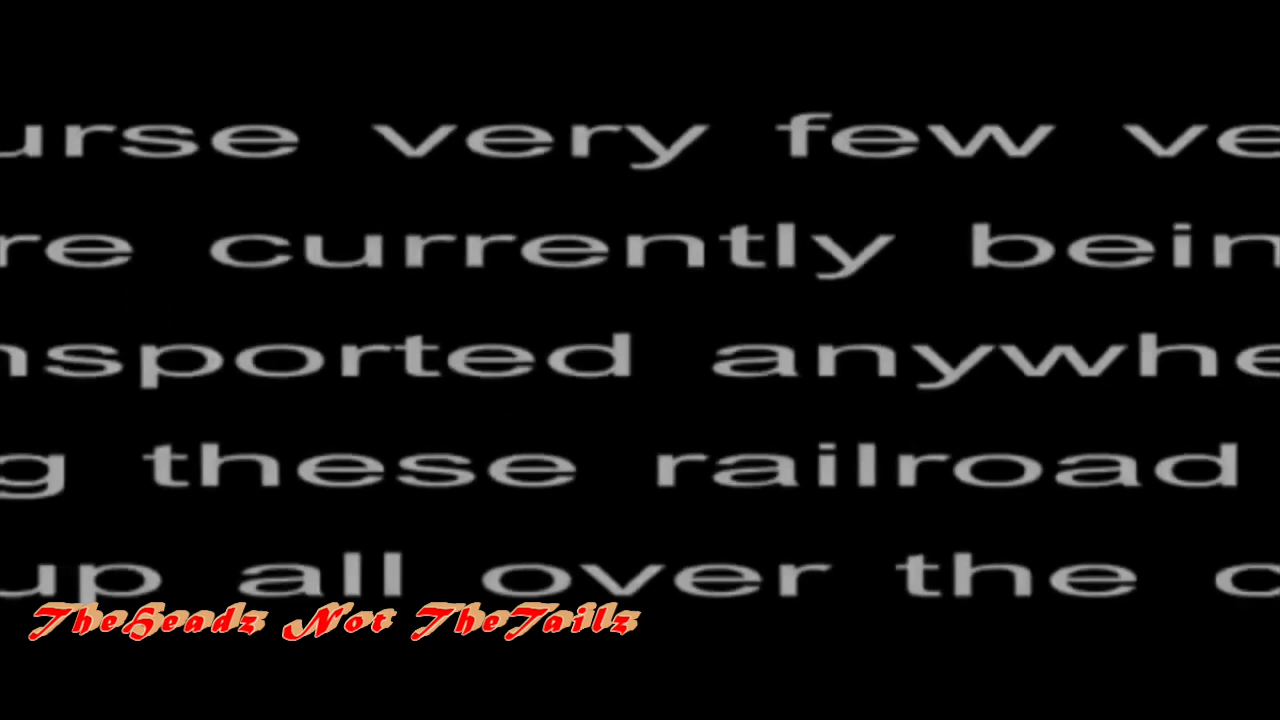 urse very few ve
re currently bein
nsported anywhe
g these railroad
up all over the c
TheHeadz Not TheTailz